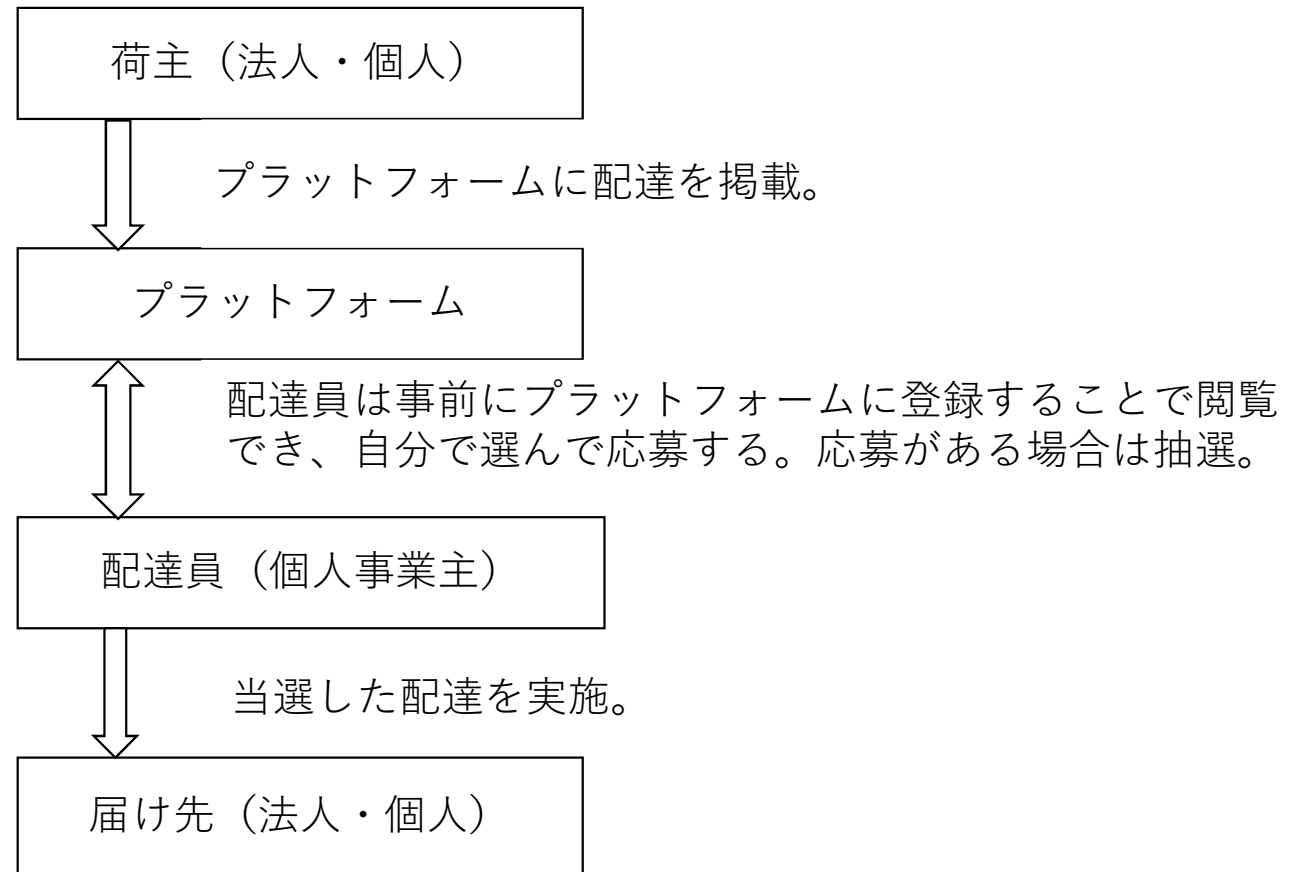 荷主（法人・個人）
プラットフォームに配達を掲載。
プラットフォーム
配達員は事前にプラットフォームに登録することで閲覧
でき、自分で選んで応募する。応募がある場合は抽選。
配達員（個人事業主）
当選した配達を実施。
届け先（法人・個人）